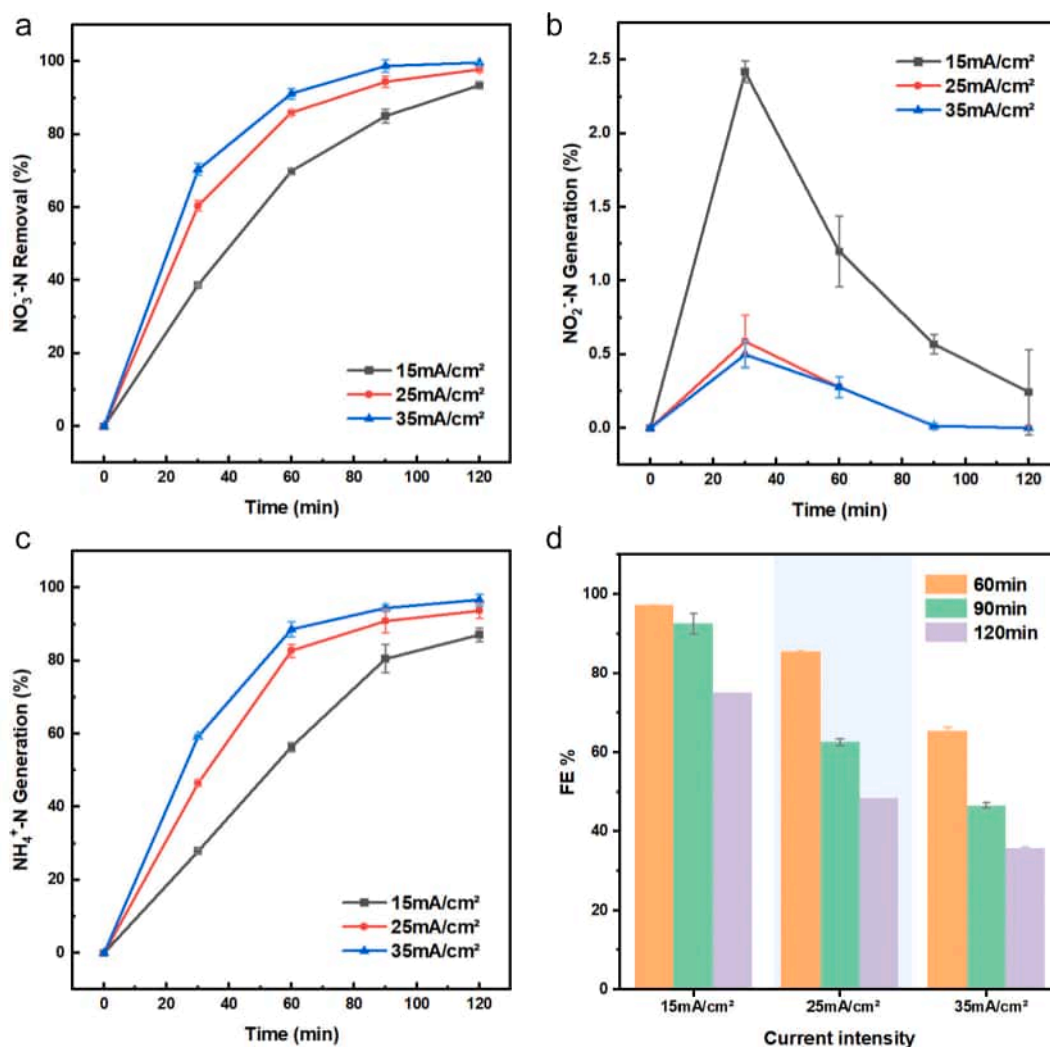 a
NO₃⁻-N Removal (%)
100
80
60
40
20
0
15mA/cm²
25mA/cm²
35mA/cm²
0 20 40 60 80 100 120
Time (min)
b
NO₂⁻-N Generation (%)
2.5
2.0
1.5
1.0
0.5
0.0
15mA/cm²
25mA/cm²
35mA/cm²
0 20 40 60 80 100 120
Time (min)
c
NH₄⁺-N Generation (%)
100
80
60
40
20
0
15mA/cm²
25mA/cm²
35mA/cm²
0 20 40 60 80 100 120
Time (min)
d
FE %
100
80
60
40
20
0
60min
90min
120min
15mA/cm² 25mA/cm² 35mA/cm²
Current intensity